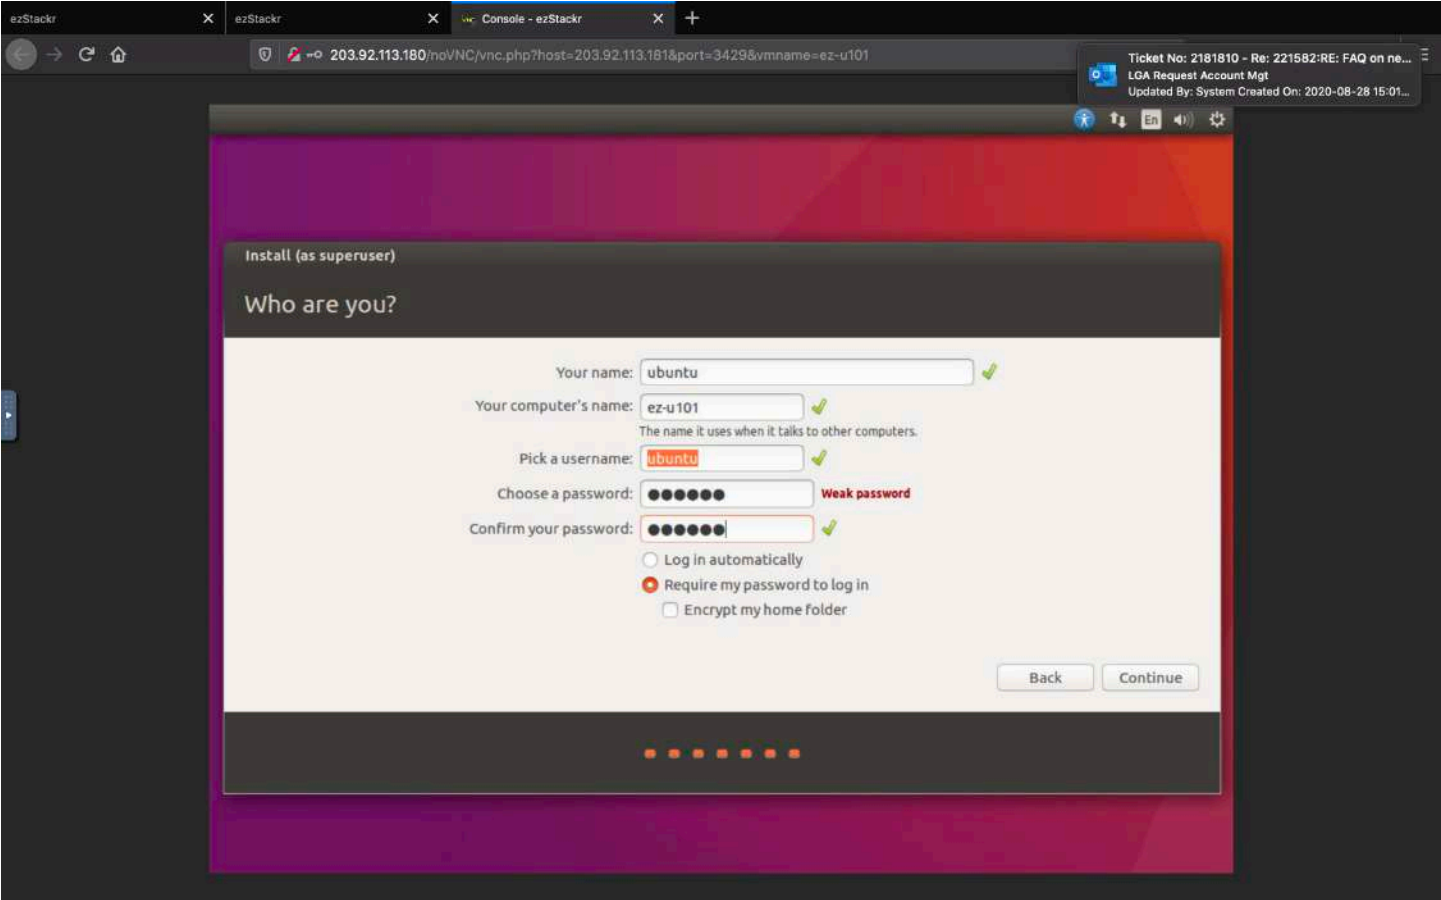 ezStackr
ezStackr
Console - ezStackr
203.92.113.180/noVNC/vnc.php?host=203.92.113.181&port=3429&vmname=ez-u101
Ticket No: 2181810 - Re: 221582:RE: FAQ on ne...
LGA Request Account Mgt
Updated By: System Created On: 2020-08-28 15:01...
En
Install (as superuser)
Who are you?
Your name: ubuntu
Your computer's name: ez-u101
The name it uses when it talks to other computers.
Pick a username: ubuntu
Choose a password: ●●●●●● Weak password
Confirm your password: ●●●●●●
Log in automatically
Require my password to log in
Encrypt my home folder
Back Continue